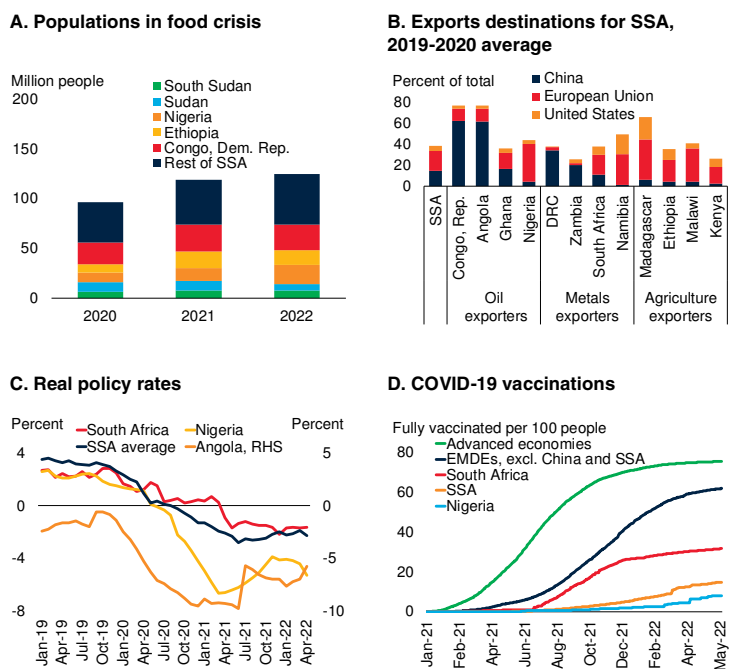 A. Populations in food crisis
Million people
200
150
100
50
0
South Sudan
Sudan
Nigeria
Ethiopia
Congo, Dem. Rep.
Rest of SSA
2020
2021
2022
B. Exports destinations for SSA,
2019-2020 average
Percent of total
80
60
40
20
0
China
European Union
United States
SSA
Congo, Rep.
Angola
Ghana
Nigeria
DRC
Zambia
South Africa
Namibia
Madagascar
Ethiopia
Malawi
Kenya
Oil
exporters
Metals
exporters
Agriculture
exporters
C. Real policy rates
Percent
Percent
South Africa
Nigeria
SSA average
Angola, RHS
4
0
-4
-8
5
0
-5
-10
Jan-19
Apr-19
Jul-19
Oct-19
Jan-20
Apr-20
Jul-20
Oct-20
Jan-21
Apr-21
Jul-21
Oct-21
Jan-22
Apr-22
D. COVID-19 vaccinations
Fully vaccinated per 100 people
80
60
40
20
0
Advanced economies
EMDEs, excl. China and SSA
South Africa
SSA
Nigeria
Jan-21
Feb-21
Apr-21
Jun-21
Aug-21
Oct-21
Dec-21
Feb-22
Apr-22
May-22